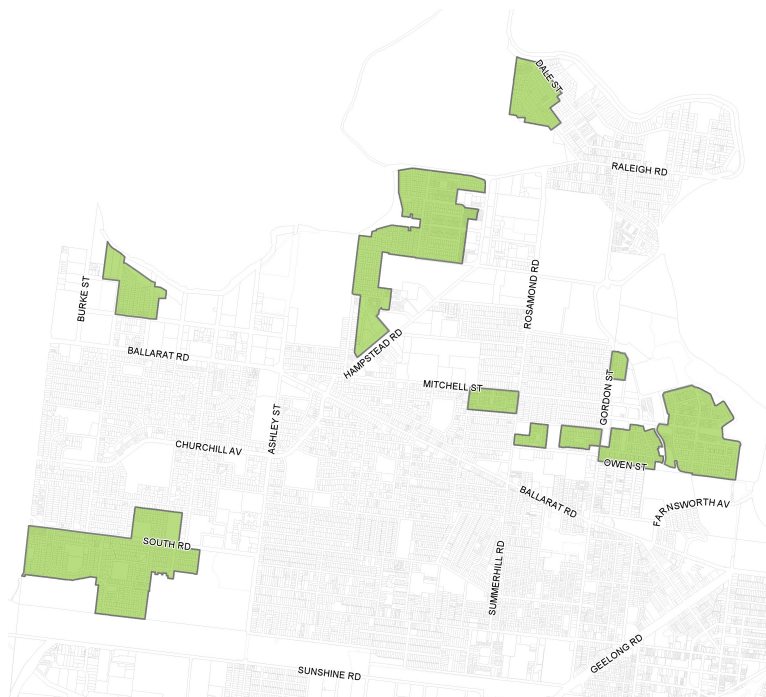 DALE ST
RALEIGH RD
BURKE ST
ROSAMOND RD
BALLARAT RD
HAMPSTEAD RD
MITCHELL ST
GORDON ST
ASHLEY ST
CHURCHILL AV
OWEN ST
BALLARAT RD
FARNSWORTH AV
SOUTH RD
SUMMERHILL RD
GEELONG RD
SUNSHINE RD